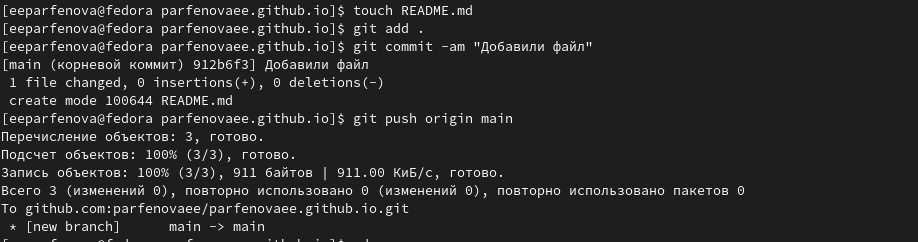 [eeparfenova@fedora parfenovaee.github.io]$ touch README.md
[eeparfenova@fedora parfenovaee.github.io]$ git add .
[eeparfenova@fedora parfenovaee.github.io]$ git commit -am "Добавили файл"
[main (корневой коммит) 912b6f3] Добавили файл
 1 file changed, 0 insertions(+), 0 deletions(-)
 create mode 100644 README.md
[eeparfenova@fedora parfenovaee.github.io]$ git push origin main
Перечисление объектов: 3, готово.
Подсчет объектов: 100% (3/3), готово.
Запись объектов: 100% (3/3), 911 байтов | 911.00 КиБ/с, готово.
Всего 3 (изменений 0), повторно использовано 0 (изменений 0), повторно использовано пакетов 0
To github.com:parfenovaee/parfenovaee.github.io.git
 * [new branch]      main -> main